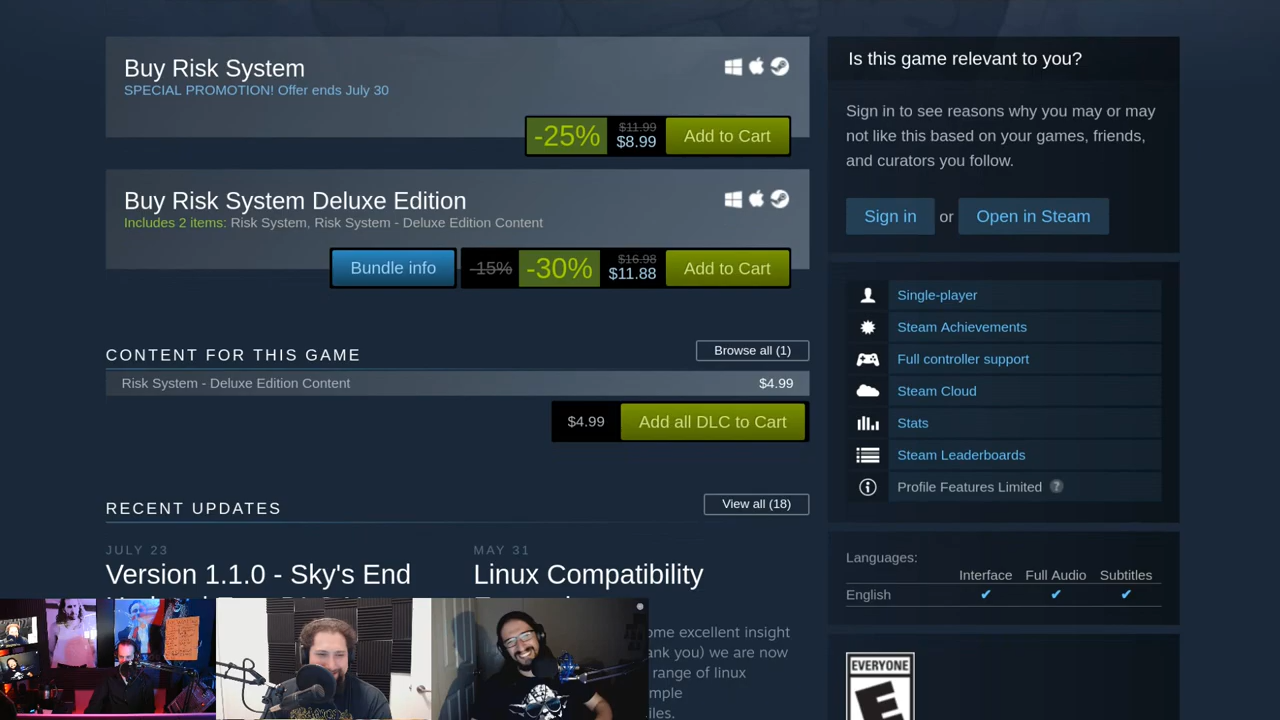 Buy Risk System
SPECIAL PROMOTION! Offer ends July 30
-25%
$11.99
$8.99
Add to Cart
Buy Risk System Deluxe Edition
Includes 2 items: Risk System, Risk System - Deluxe Edition Content
Bundle info
-15%
-30%
$16.98
$11.88
Add to Cart
CONTENT FOR THIS GAME
Browse all (1)
Risk System - Deluxe Edition Content
$4.99
$4.99
Add all DLC to Cart
RECENT UPDATES
View all (18)
JULY 23
Version 1.1.0 - Sky's End
MAY 31
Linux Compatibility
ome excellent insight
ank you) we are now
range of linux
mple
iles.
Is this game relevant to you?
Sign in to see reasons why you may or may
not like this based on your games, friends,
and curators you follow.
Sign in
or
Open in Steam
Single-player
Steam Achievements
Full controller support
Steam Cloud
Stats
Steam Leaderboards
Profile Features Limited ?
Languages:
Interface Full Audio Subtitles
English ✔ ✔ ✔
EVERYONE
E